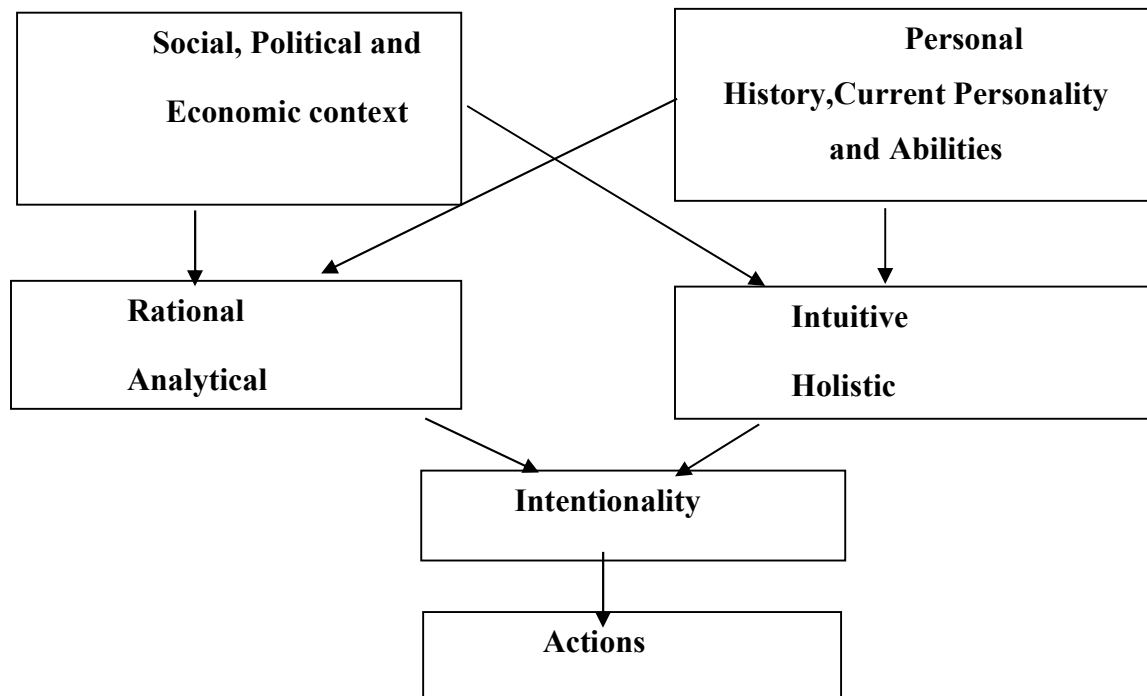 Social, Political and
Economic context
Personal
History,Current Personality
and Abilities
Rational
Analytical
Intuitive
Holistic
Intentionality
Actions